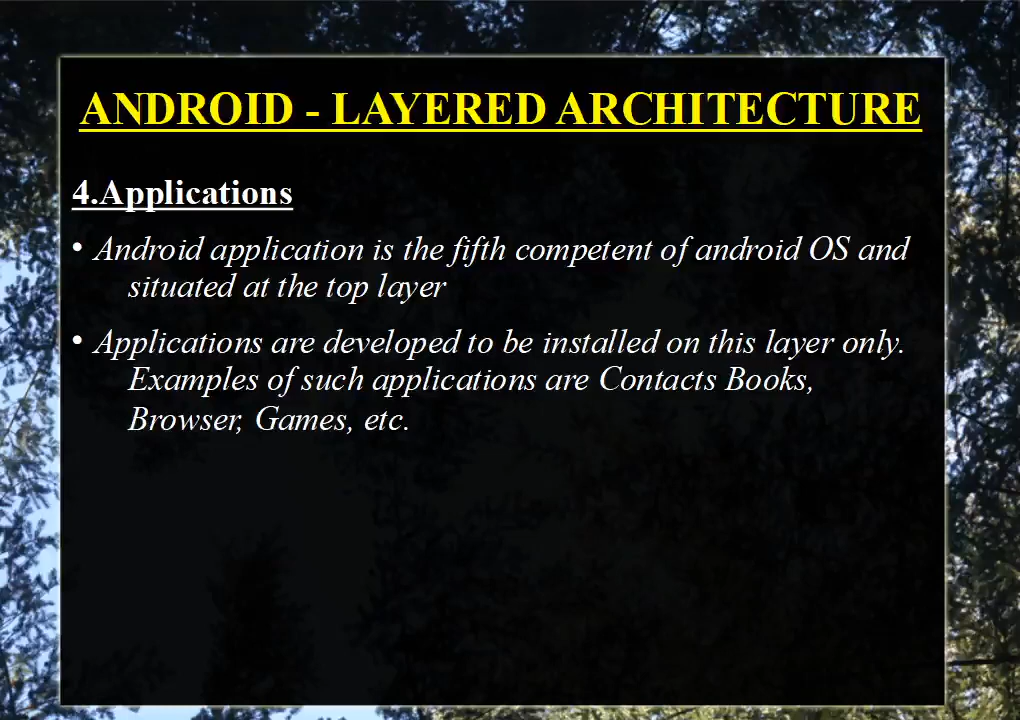 ANDROID - LAYERED ARCHITECTURE
4.Applications
• Android application is the fifth competent of android OS and
situated at the top layer
• Applications are developed to be installed on this layer only.
Examples of such applications are Contacts Books,
Browser, Games, etc.